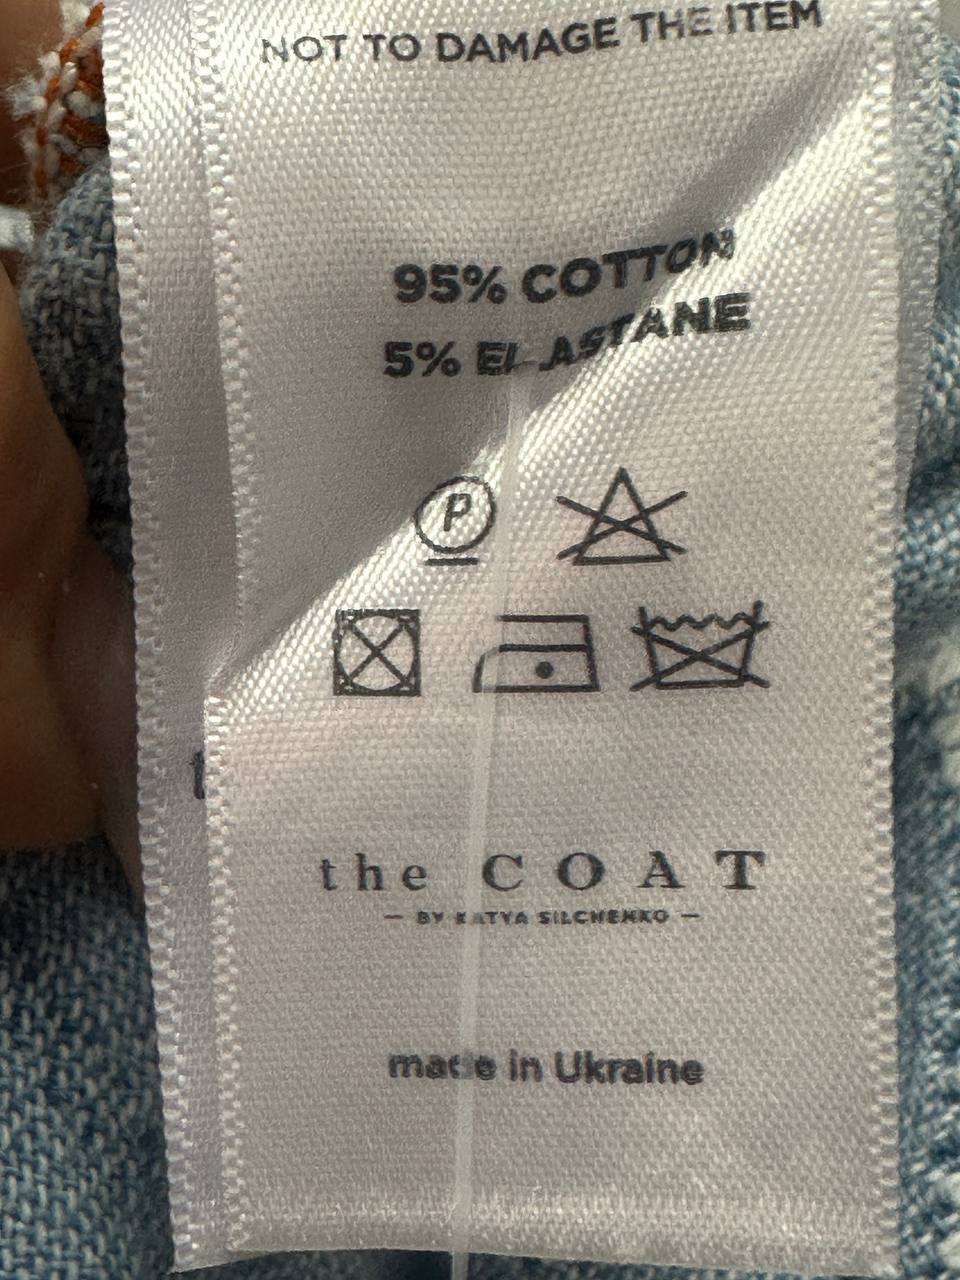 NOT TO DAMAGE THE ITEM
95% COTTON
5% ELASTANE
P
the COAT
— BY KATYA SILCHENKO —
made in Ukraine